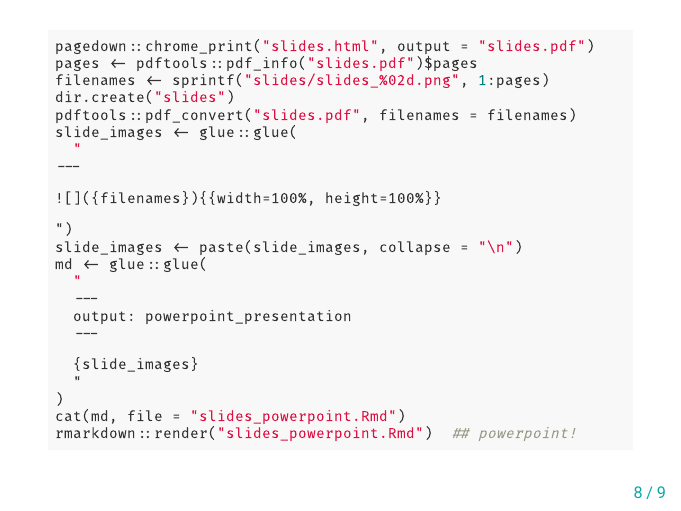 pagedown::chrome_print("slides.html", output = "slides.pdf")
pages <- pdftools::pdf_info("slides.pdf")$pages
filenames <- sprintf("slides/slides_%02d.png", 1:pages)
dir.create("slides")
pdftools::pdf_convert("slides.pdf", filenames = filenames)
slide_images <- glue::glue(
  "
---

![]({filenames}){{width=100%, height=100%}}

")
slide_images <- paste(slide_images, collapse = "\n")
md <- glue::glue(
  "
  ---
  output: powerpoint_presentation
  ---

  {slide_images}
  "
)
cat(md, file = "slides_powerpoint.Rmd")
rmarkdown::render("slides_powerpoint.Rmd")  ## powerpoint!
8 / 9